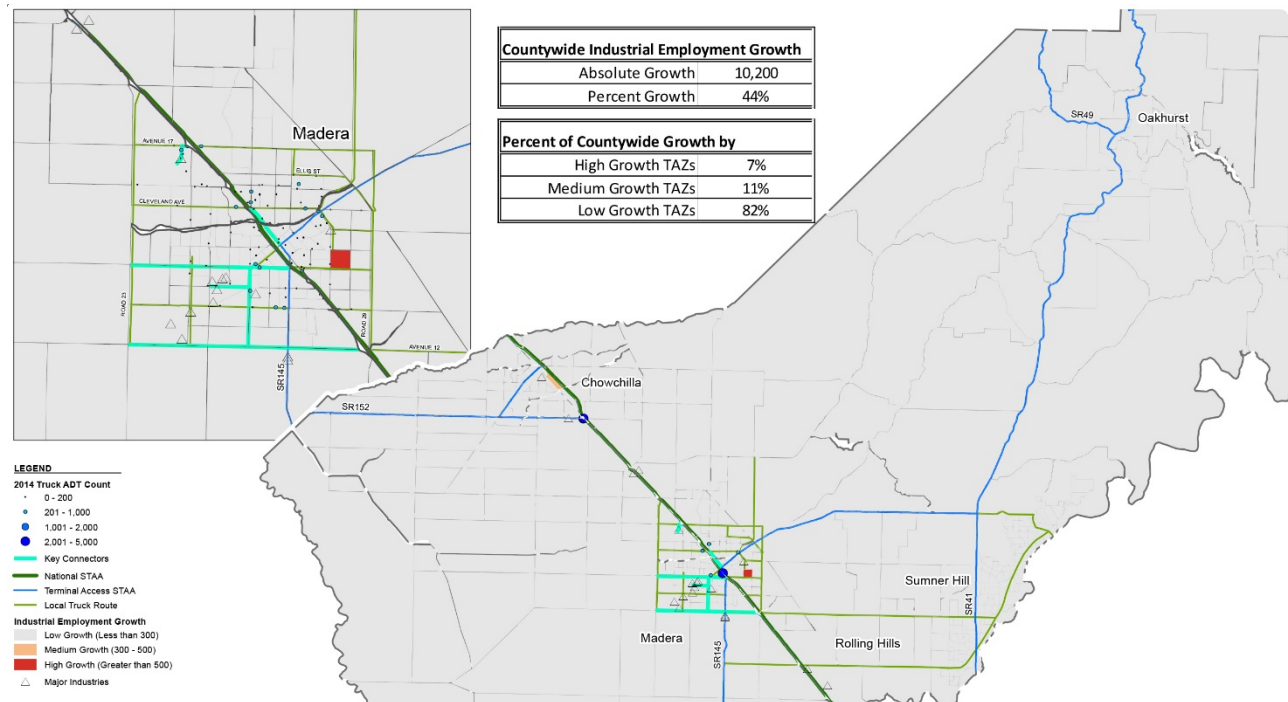 Madera
AVENUE 17
ELLIS ST
CLEVELAND AVE
ROAD 23
ROAD 29
AVENUE 12
SR145
Countywide Industrial Employment Growth
Absolute Growth 10,200
Percent Growth 44%
Percent of Countywide Growth by
High Growth TAZs 7%
Medium Growth TAZs 11%
Low Growth TAZs 82%
SR49
Oakhurst
Chowchilla
SR152
Sumner Hill
SR41
Madera
SR145
Rolling Hills
LEGEND
2014 Truck ADT Count
0 - 200
201 - 1,000
1,001 - 2,000
2,001 - 5,000
Key Connectors
National STAA
Terminal Access STAA
Local Truck Route
Industrial Employment Growth
Low Growth (Less than 300)
Medium Growth (300 - 500)
High Growth (Greater than 500)
Major Industries